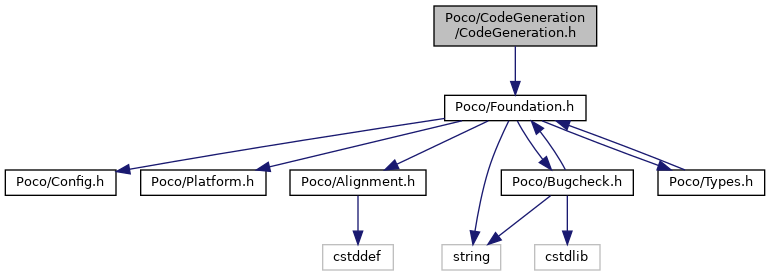 Poco/CodeGeneration
/CodeGeneration.h
Poco/Foundation.h
Poco/Config.h
Poco/Platform.h
Poco/Alignment.h
Poco/Bugcheck.h
Poco/Types.h
cstddef
string
cstdlib